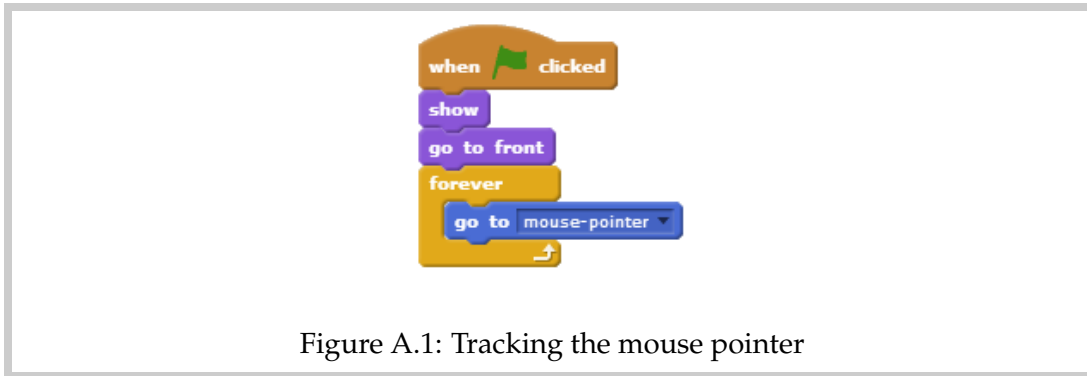 when clicked
show
go to front
forever
go to mouse-pointer
Figure A.1: Tracking the mouse pointer